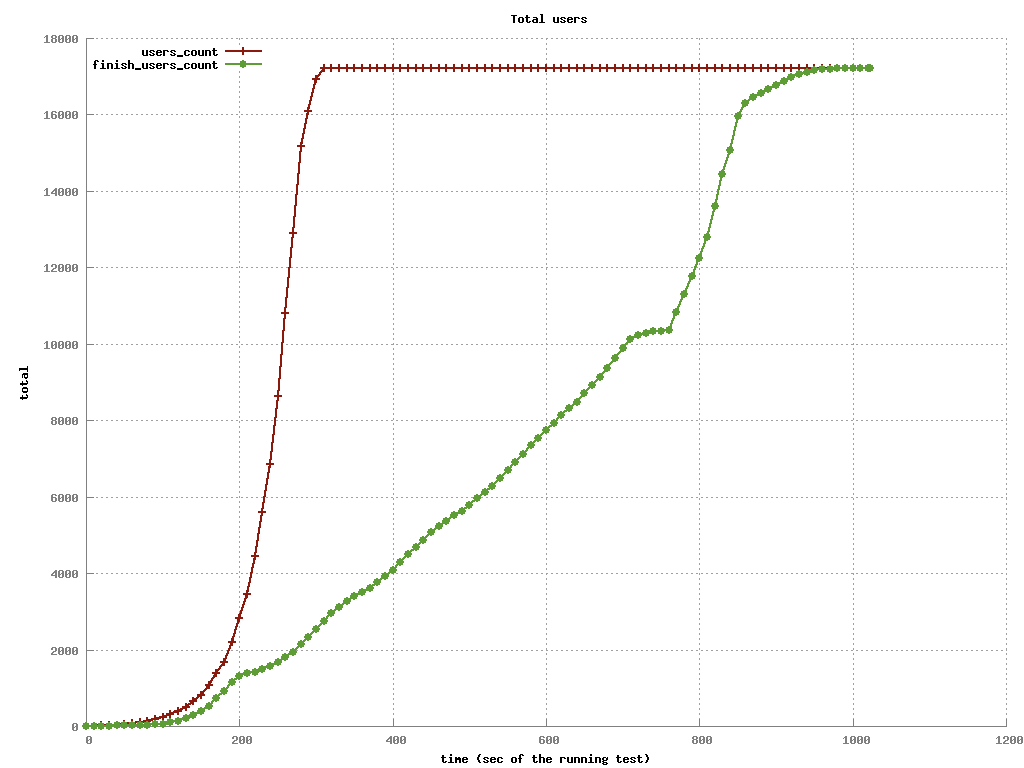 Total users
18000
users_count
finish_users_count
16000
14000
12000
10000
total
8000
6000
4000
2000
0
0 200 400 600 800 1000 1200
time (sec of the running test)